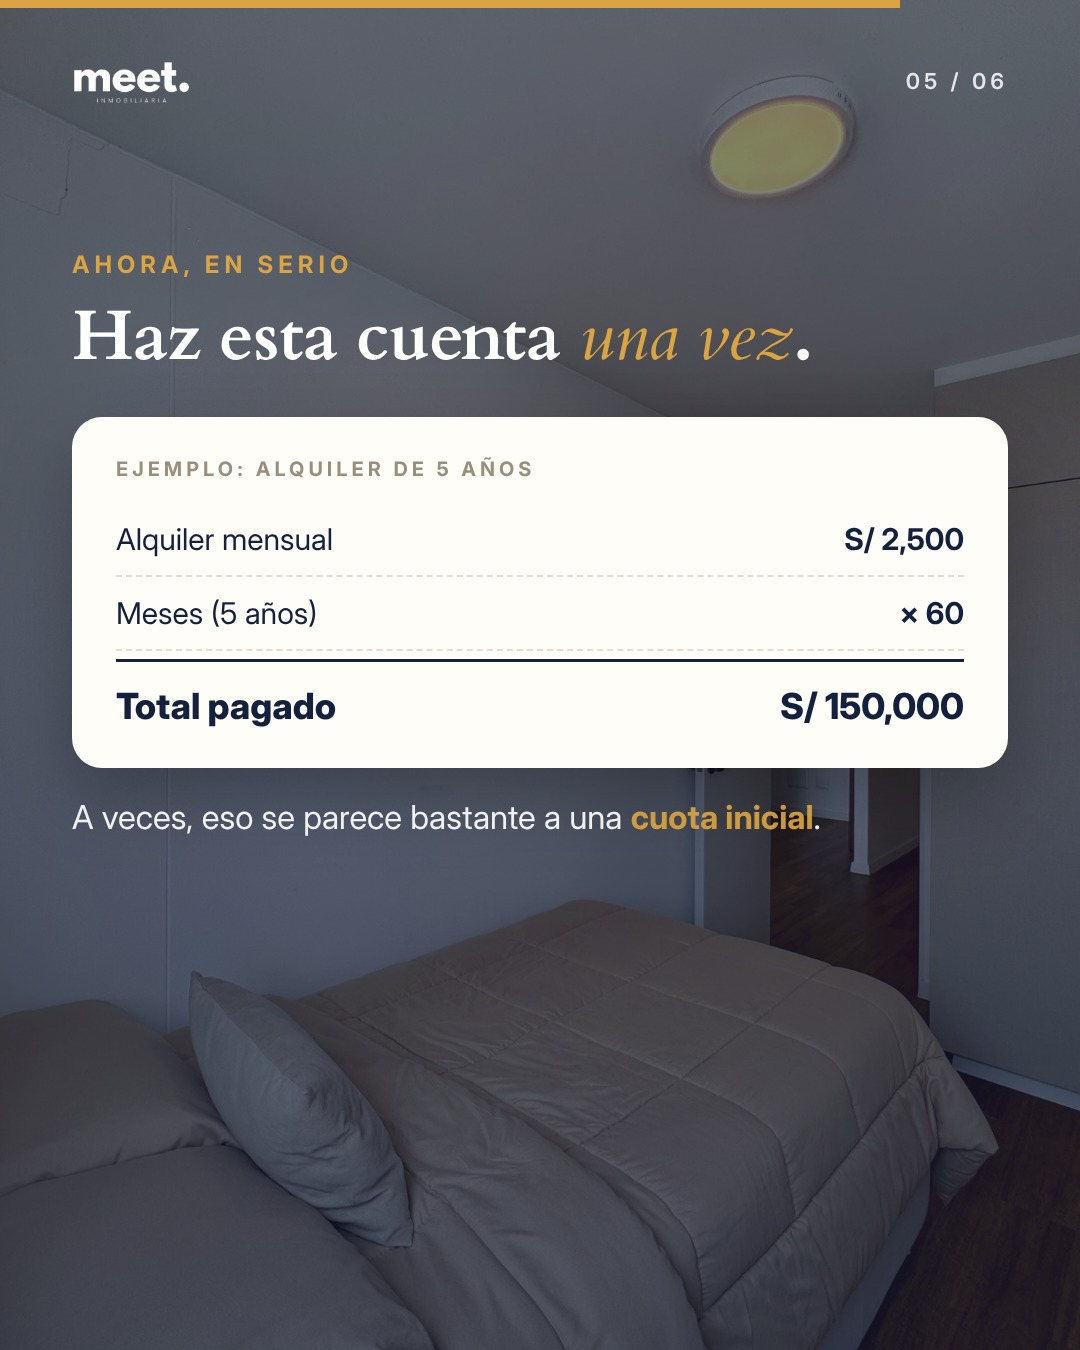 meet.
INMOBILIARIA
05 / 06
AHORA, EN SERIO
Haz esta cuenta una vez.
EJEMPLO: ALQUILER DE 5 AÑOS
Alquiler mensual S/ 2,500
Meses (5 años) × 60
Total pagado S/ 150,000
A veces, eso se parece bastante a una cuota inicial.